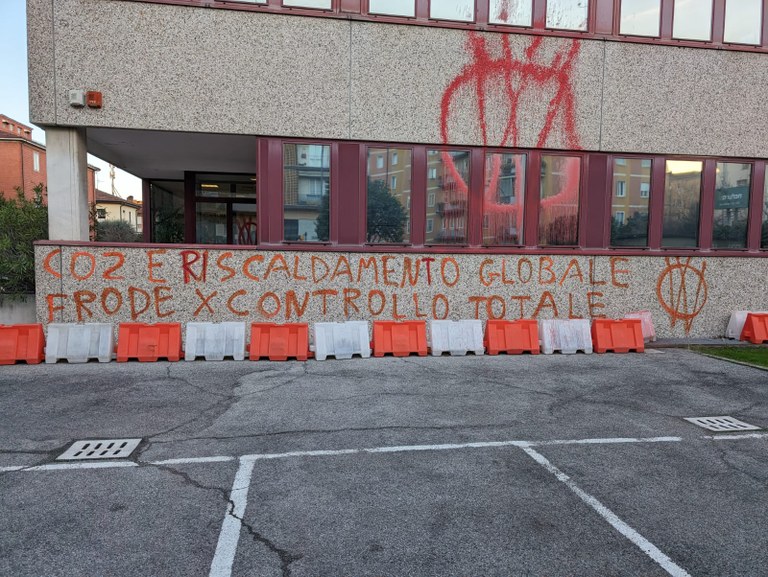 CO2 E RISCALDAMENTO GLOBALE
FRODE X CONTROLLO TOTALE